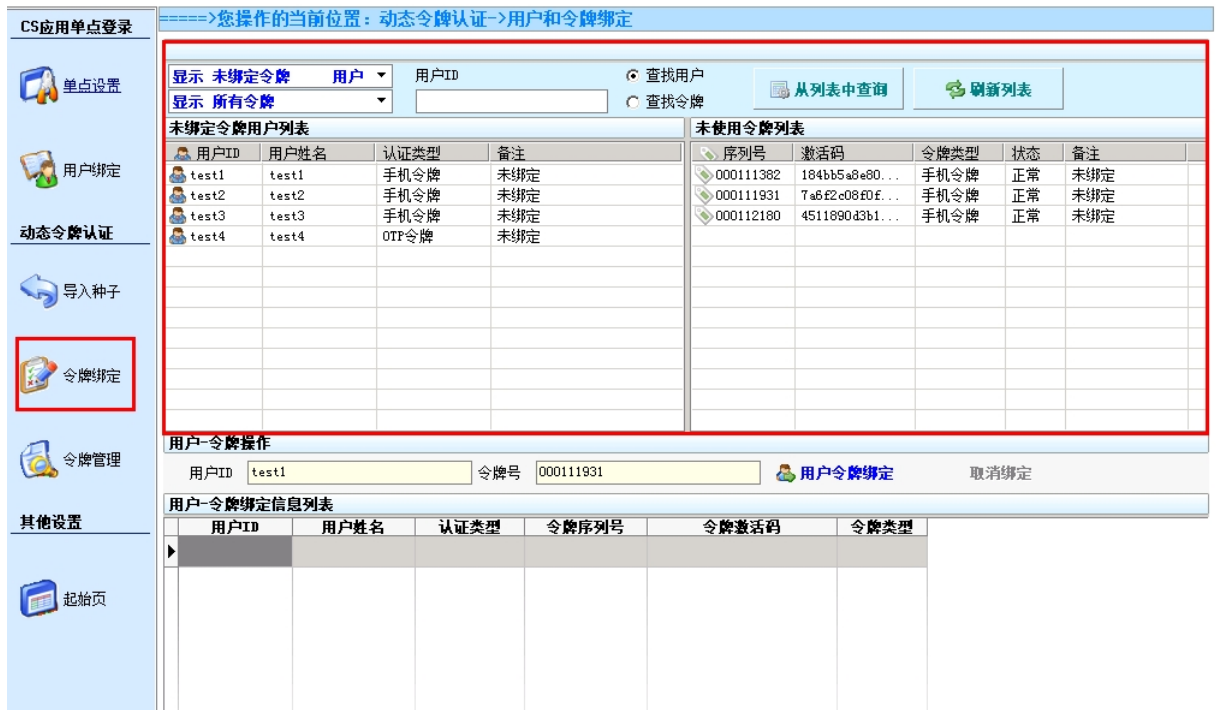 CS应用单点登录
单点设置
用户绑定
动态令牌认证
导入种子
令牌绑定
令牌管理
其他设置
起始页
=====>您操作的当前位置：动态令牌认证->用户和令牌绑定
显示 未绑定令牌 用户 用户ID 查找用户 从列表中查询 刷新列表
显示 所有令牌 查找令牌
未绑定令牌用户列表
用户ID 用户姓名 认证类型 备注
test1 test1 手机令牌 未绑定
test2 test2 手机令牌 未绑定
test3 test3 手机令牌 未绑定
test4 test4 OTP令牌 未绑定
未使用令牌列表
序列号 激活码 令牌类型 状态 备注
000111382 184bb5a8e80... 手机令牌 正常 未绑定
000111931 7a6f2c08f0f... 手机令牌 正常 未绑定
000112180 4511890d3b1... 手机令牌 正常 未绑定
用户-令牌操作
用户ID test1 令牌号 000111931 用户令牌绑定 取消绑定
用户-令牌绑定信息列表
用户ID 用户姓名 认证类型 令牌序列号 令牌激活码 令牌类型